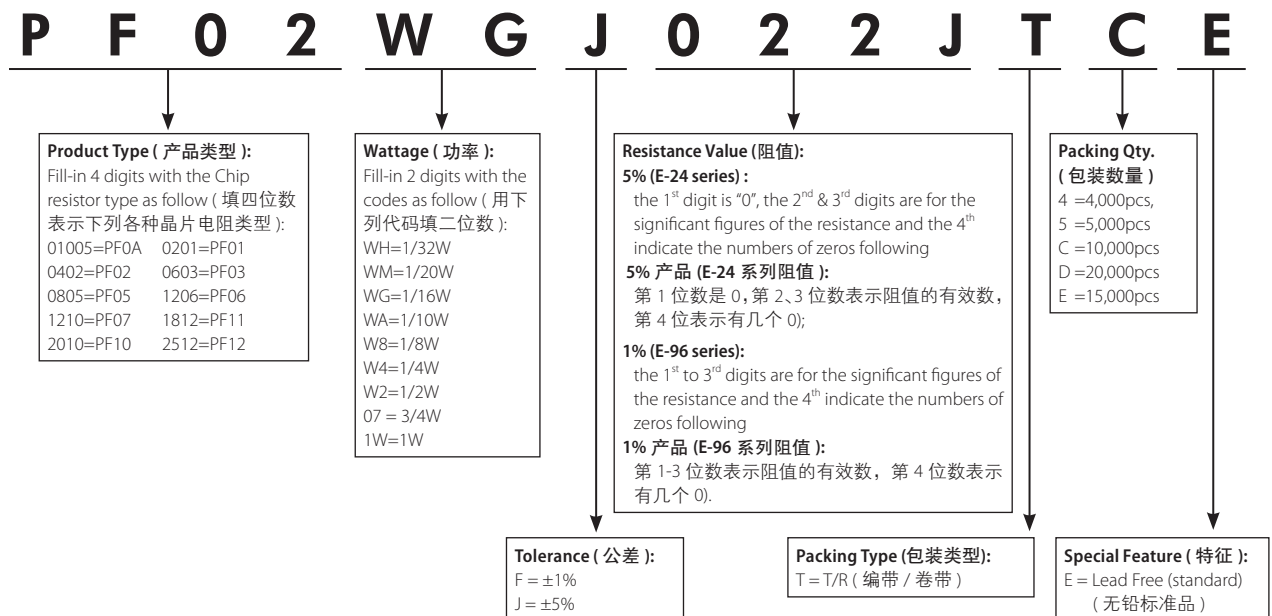 P F 0 2 W G J 0 2 2 J T C E
Product Type ( 产品类型 ):
Fill-in 4 digits with the Chip
resistor type as follow ( 填四位数
表示下列各种晶片电阻类型 ):
01005=PF0A 0201=PF01
0402=PF02 0603=PF03
0805=PF05 1206=PF06
1210=PF07 1812=PF11
2010=PF10 2512=PF12
Wattage ( 功率 ):
Fill-in 2 digits with the
codes as follow ( 用下
列代码填二位数 ):
WH=1/32W
WM=1/20W
WG=1/16W
WA=1/10W
W8=1/8W
W4=1/4W
W2=1/2W
07 = 3/4W
1W=1W
Resistance Value (阻值):
5% (E-24 series) :
the 1st digit is “0”, the 2nd & 3rd digits are for the
significant figures of the resistance and the 4th
indicate the numbers of zeros following
5% 产品 (E-24 系列阻值 ):
第 1 位数是 0，第 2、3 位数表示阻值的有效数，
第 4 位表示有几个 0);
1% (E-96 series):
the 1st to 3rd digits are for the significant figures of
the resistance and the 4th indicate the numbers of
zeros following
1% 产品 (E-96 系列阻值 ):
第 1-3 位数表示阻值的有效数，第 4 位数表示
有几个 0).
Packing Qty.
( 包装数量 )
4 =4,000pcs,
5 =5,000pcs
C =10,000pcs
D =20,000pcs
E =15,000pcs
Tolerance ( 公差 ):
F = ±1%
J = ±5%
Packing Type (包装类型):
T = T/R ( 编带 / 卷带 )
Special Feature ( 特征 ):
E = Lead Free (standard)
( 无铅标准品 )